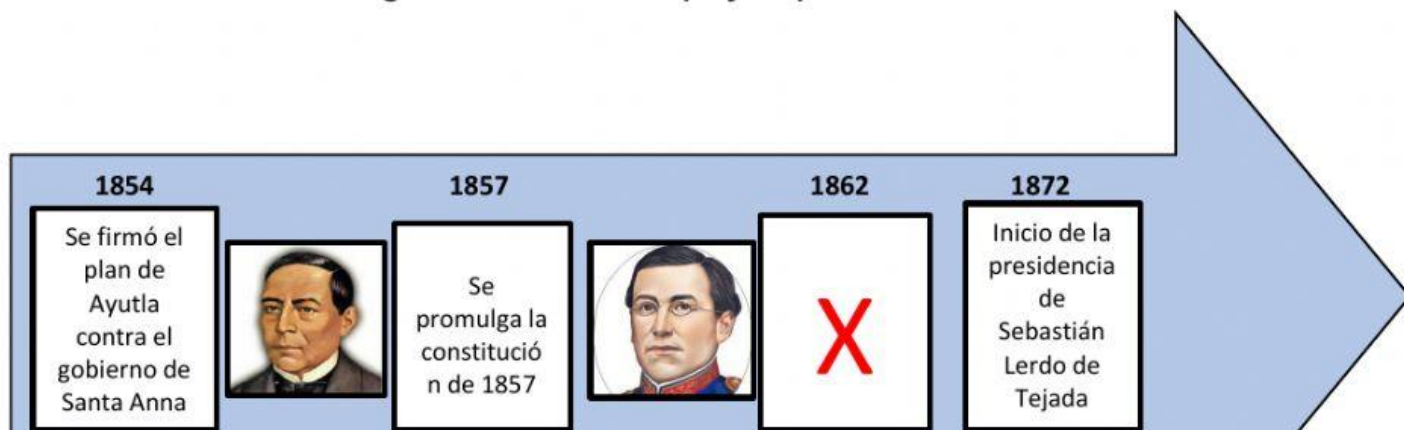 1854
Se firmó el
plan de
Ayutla
contra el
gobierno de
Santa Anna
1857
Se
promulga la
constitució
n de 1857
1862
X
1872
Inicio de la
presidencia
de
Sebastián
Lerdo de
Tejada